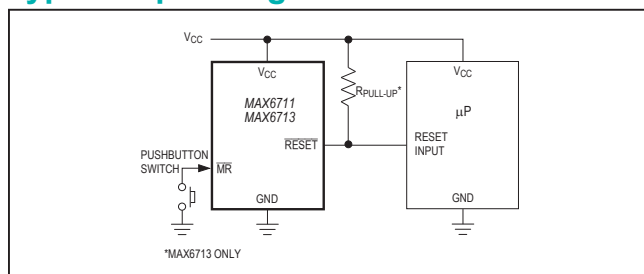 VCC
VCC
MAX6711
MAX6713
RESET
MR
GND
PUSHBUTTON
SWITCH
RPULL-UP*
VCC
µP
RESET
INPUT
GND
*MAX6713 ONLY